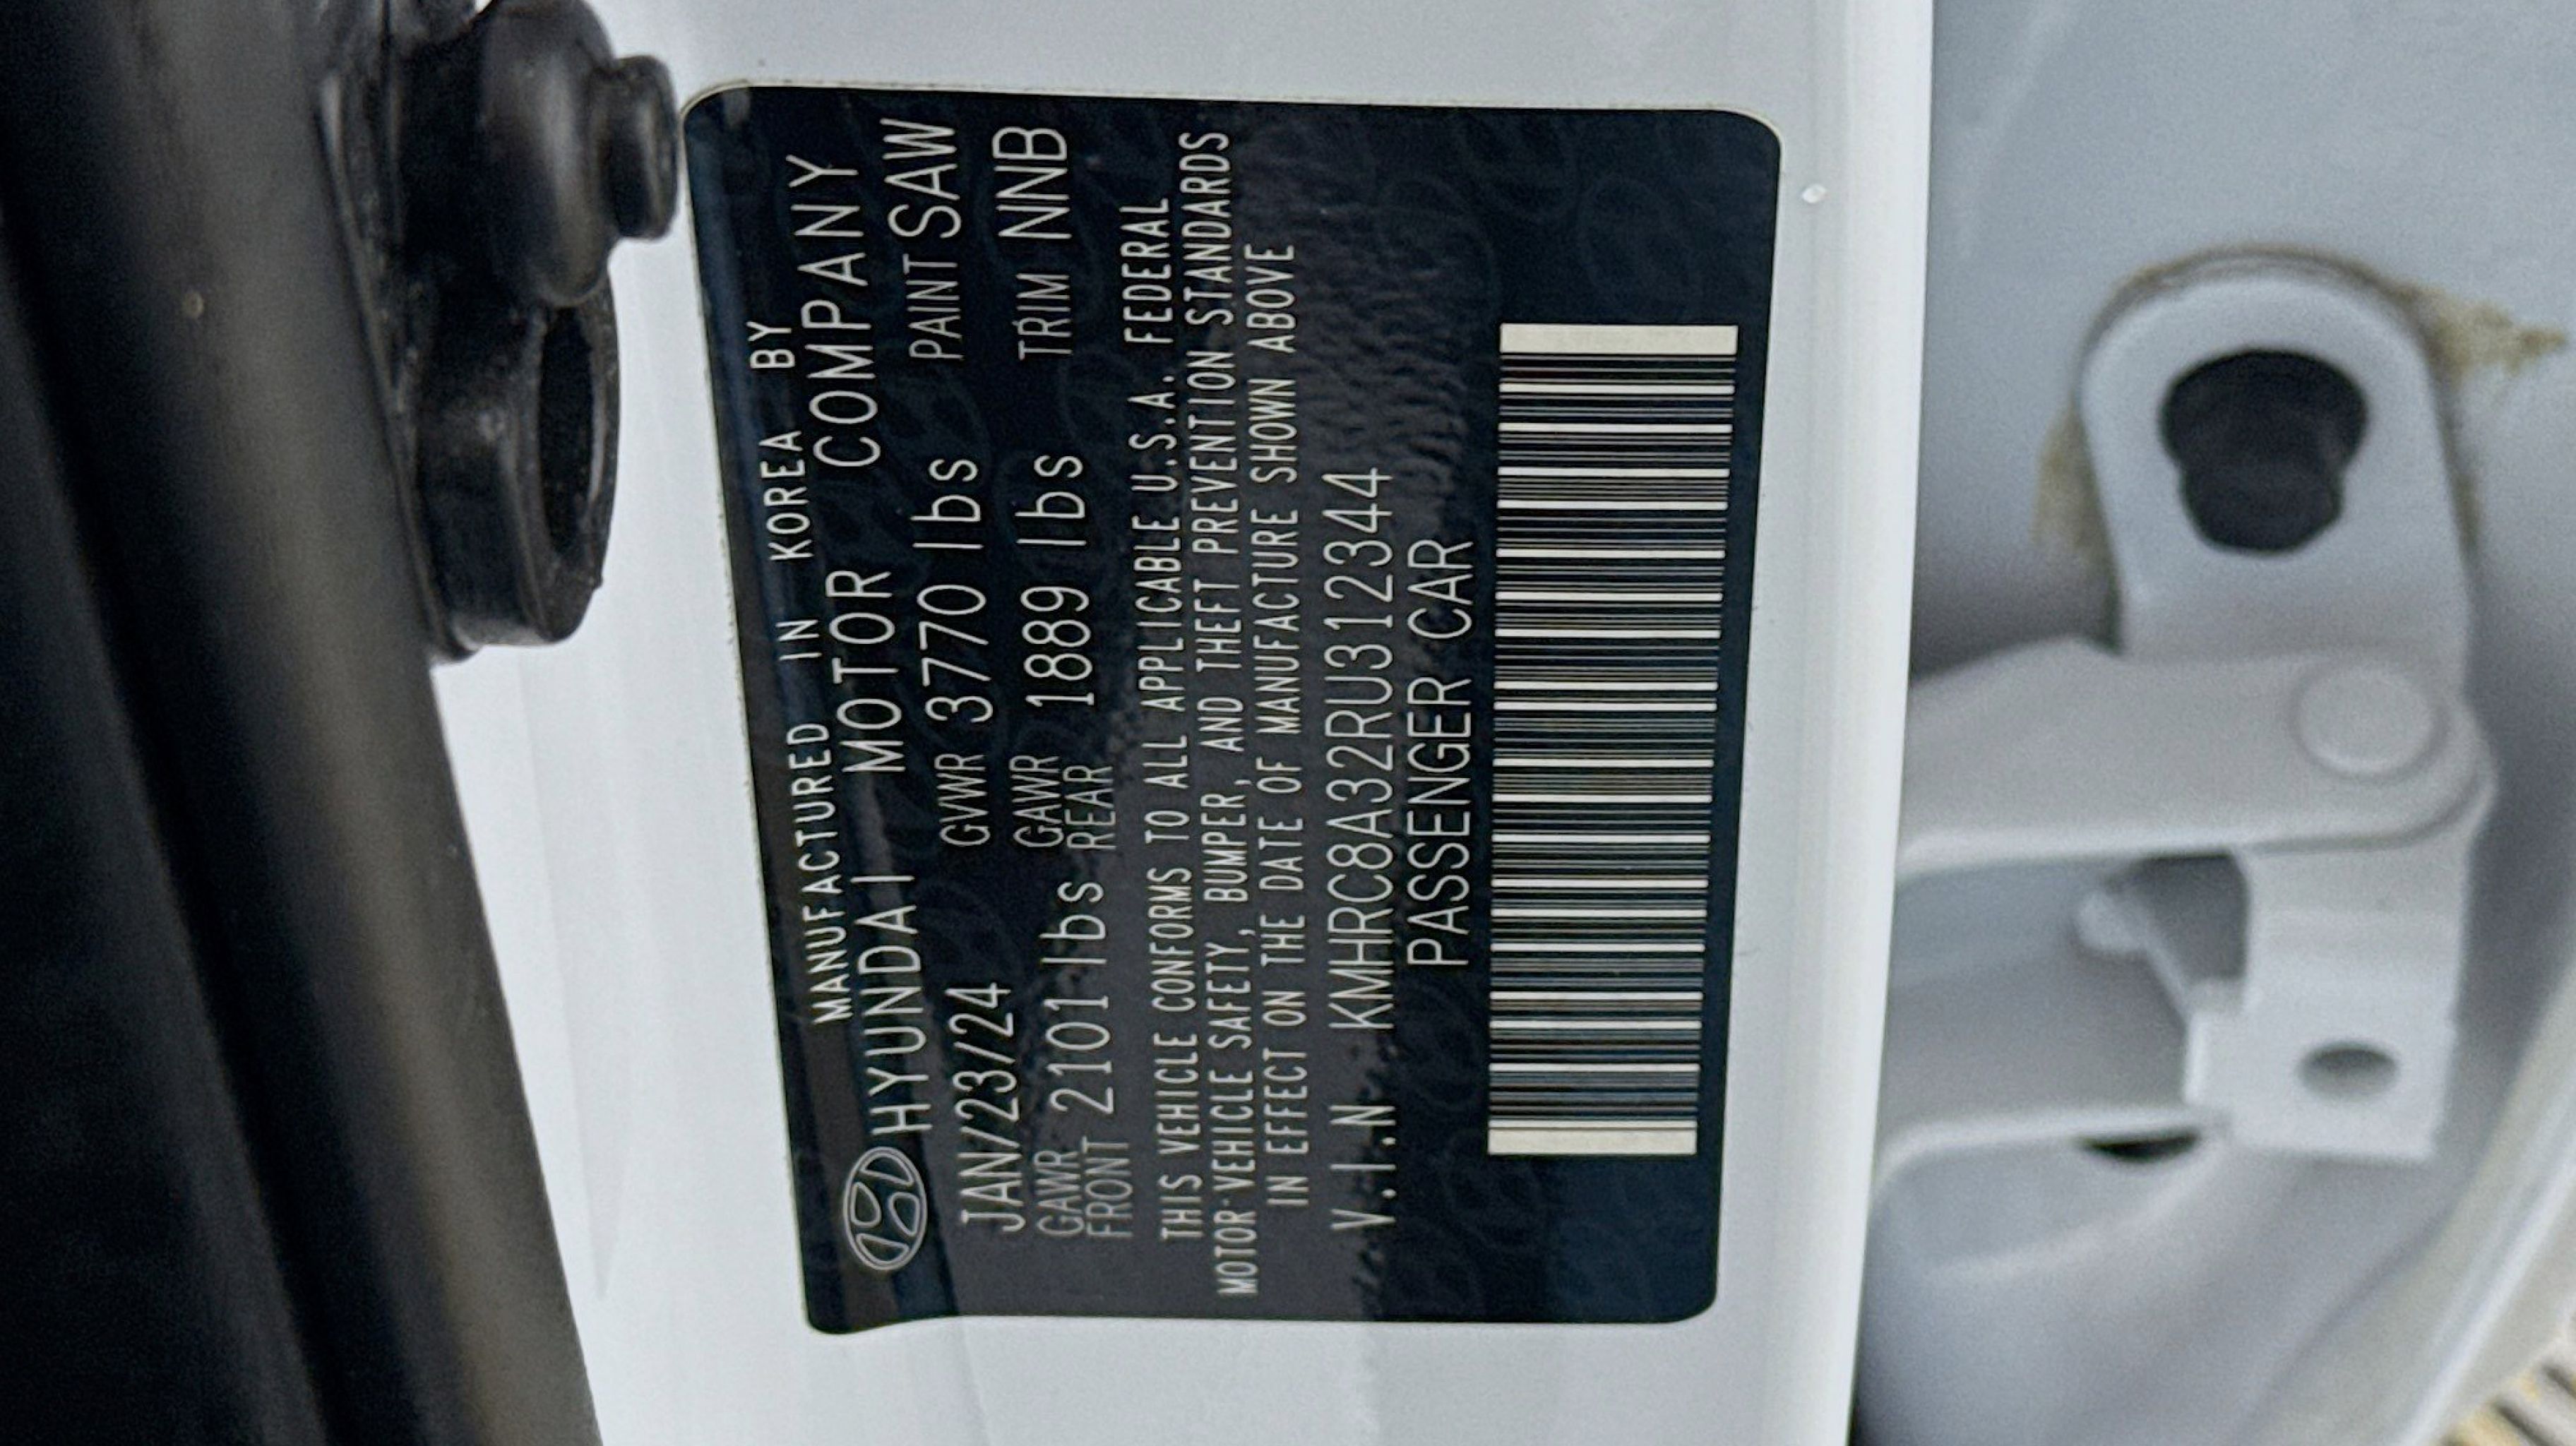 MANUFACTURED IN KOREA BY
HYUNDAI MOTOR COMPANY
JAN/23/24 GVWR 3770 lbs PAINT SAW
GAWR FRONT 2101 lbs GAWR REAR 1889 lbs TRIM NNB
THIS VEHICLE CONFORMS TO ALL APPLICABLE U.S.A. FEDERAL
MOTOR VEHICLE SAFETY, BUMPER, AND THEFT PREVENTION STANDARDS
IN EFFECT ON THE DATE OF MANUFACTURE SHOWN ABOVE
V.I.N KMHRC8A32RU312344
PASSENGER CAR